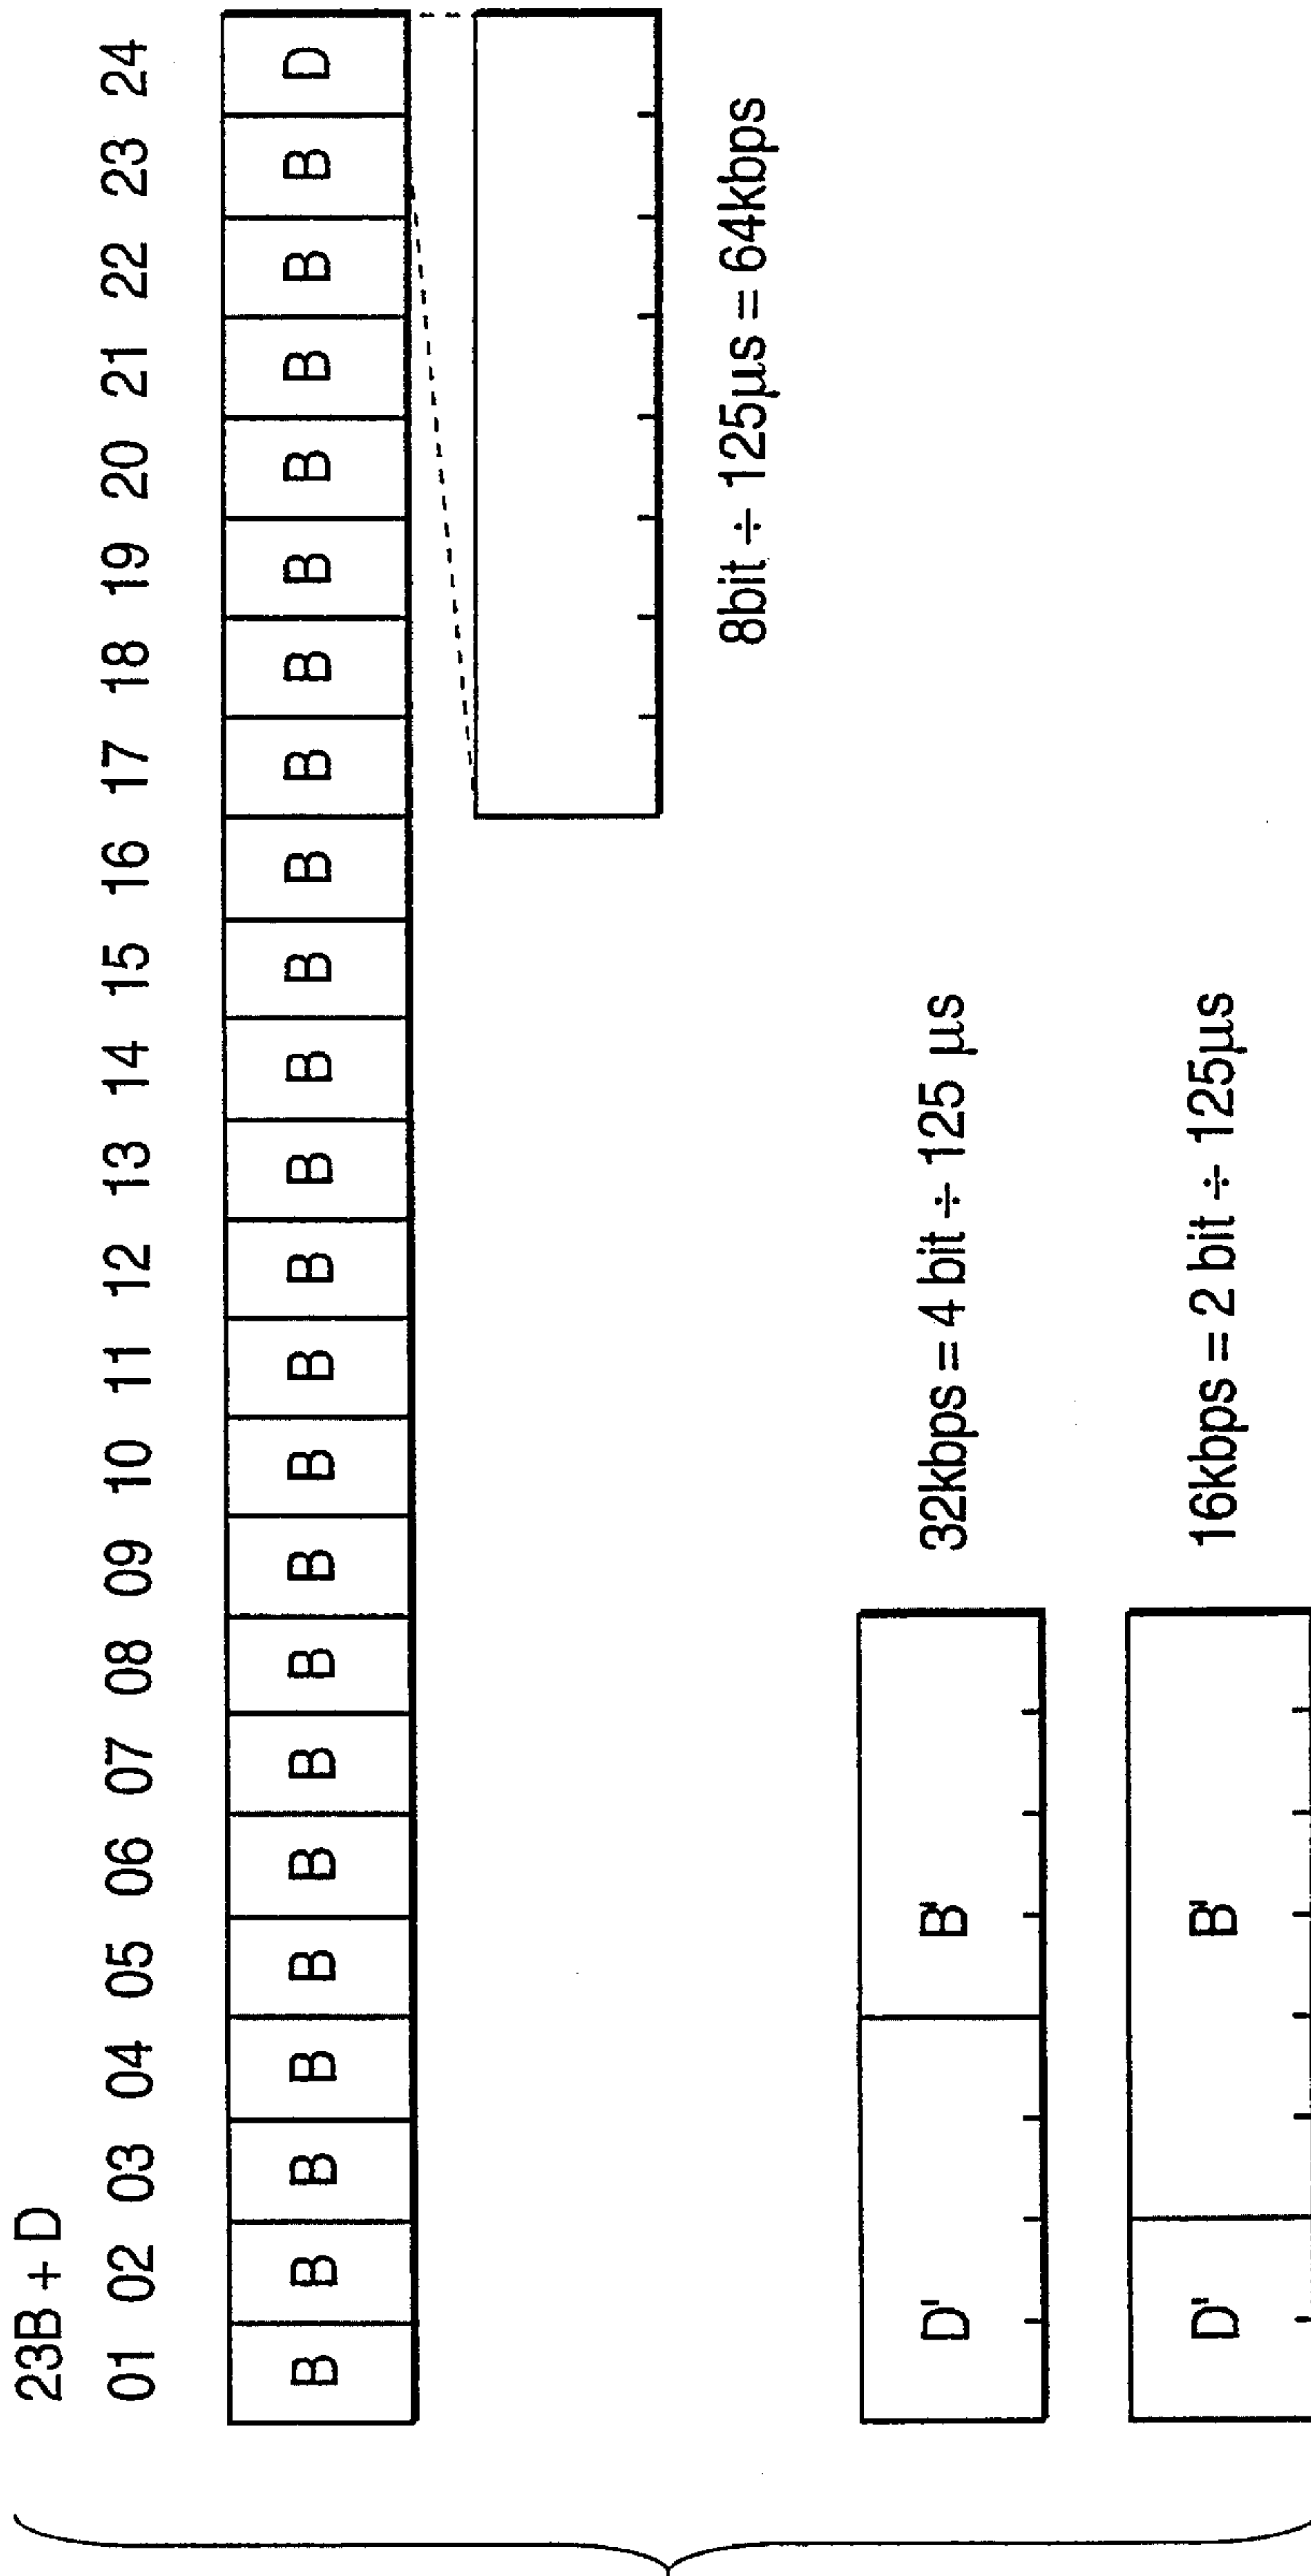 23B + D
01 02 03 04 05 06 07 08 09 10 11 12 13 14 15 16 17 18 19 20 21 22 23 24
B B B B B B B B B B B B B B B B B B B B B B B D
8bit ÷ 125μs = 64kbps
D' B'
32kbps = 4 bit ÷ 125 μs
D' B'
16kbps = 2 bit ÷ 125μs